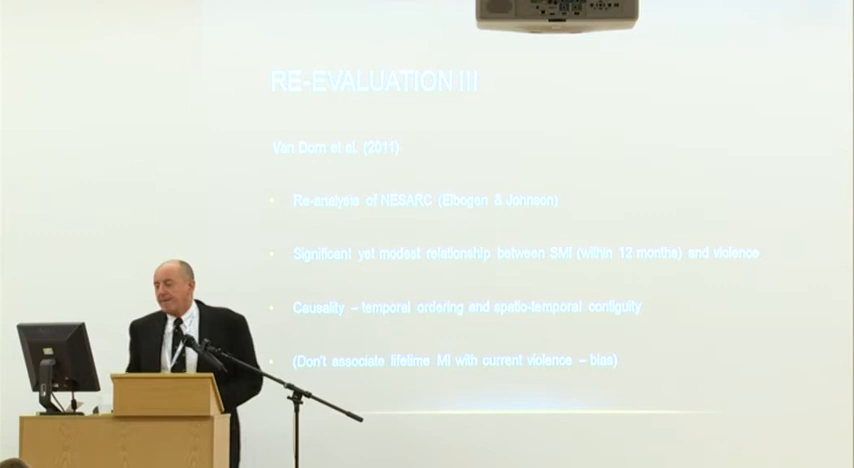 RE-EVALUATION III
Van Dorn et al. (2011)
Re-analysis of NESARC (Elbogen & Johnson)
Significant yet modest relationship between SMI (within 12 months) and violence
Causality – temporal ordering and spatio-temporal contiguity
(Don't associate lifetime MI with current violence – bias)